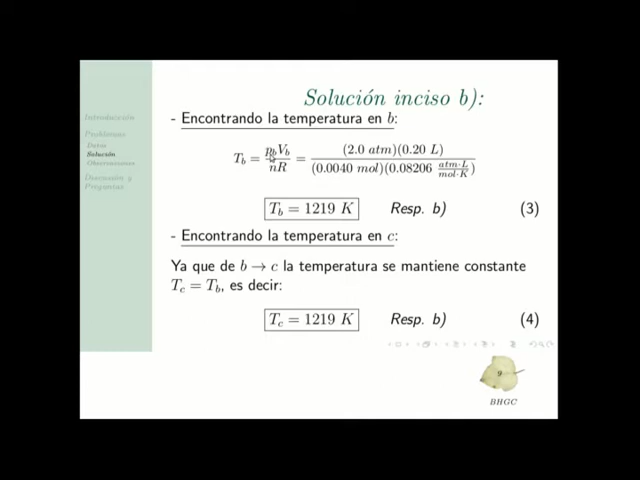 Solución inciso b):
Introducción
Problemas
Datos
Solución
Observaciones
Discusión y
Preguntas
- Encontrando la temperatura en b:
T_b = p_bV_b / nR = (2.0 atm)(0.20 L) / (0.0040 mol)(0.08206 atm·L / mol·K)
T_b = 1219 K Resp. b) (3)
- Encontrando la temperatura en c:
Ya que de b → c la temperatura se mantiene constante
T_c = T_b, es decir:
T_c = 1219 K Resp. b) (4)
9
BHGC